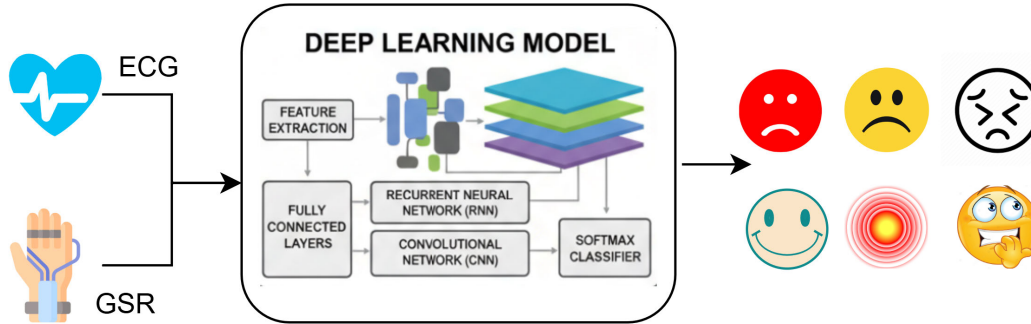 ECG
GSR
DEEP LEARNING MODEL
FEATURE
EXTRACTION
FULLY
CONNECTED
LAYERS
RECURRENT NEURAL
NETWORK (RNN)
CONVOLUTIONAL
NETWORK (CNN)
SOFTMAX
CLASSIFIER